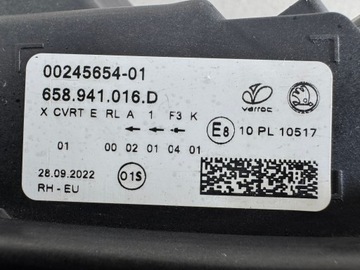 00245654-01
658.941.016.D
varroc
X CVRT E RL A 1 F3 K
E8 10 PL 10517
01 00 02 01 04 01
28.09.2022
RH - EU
01S